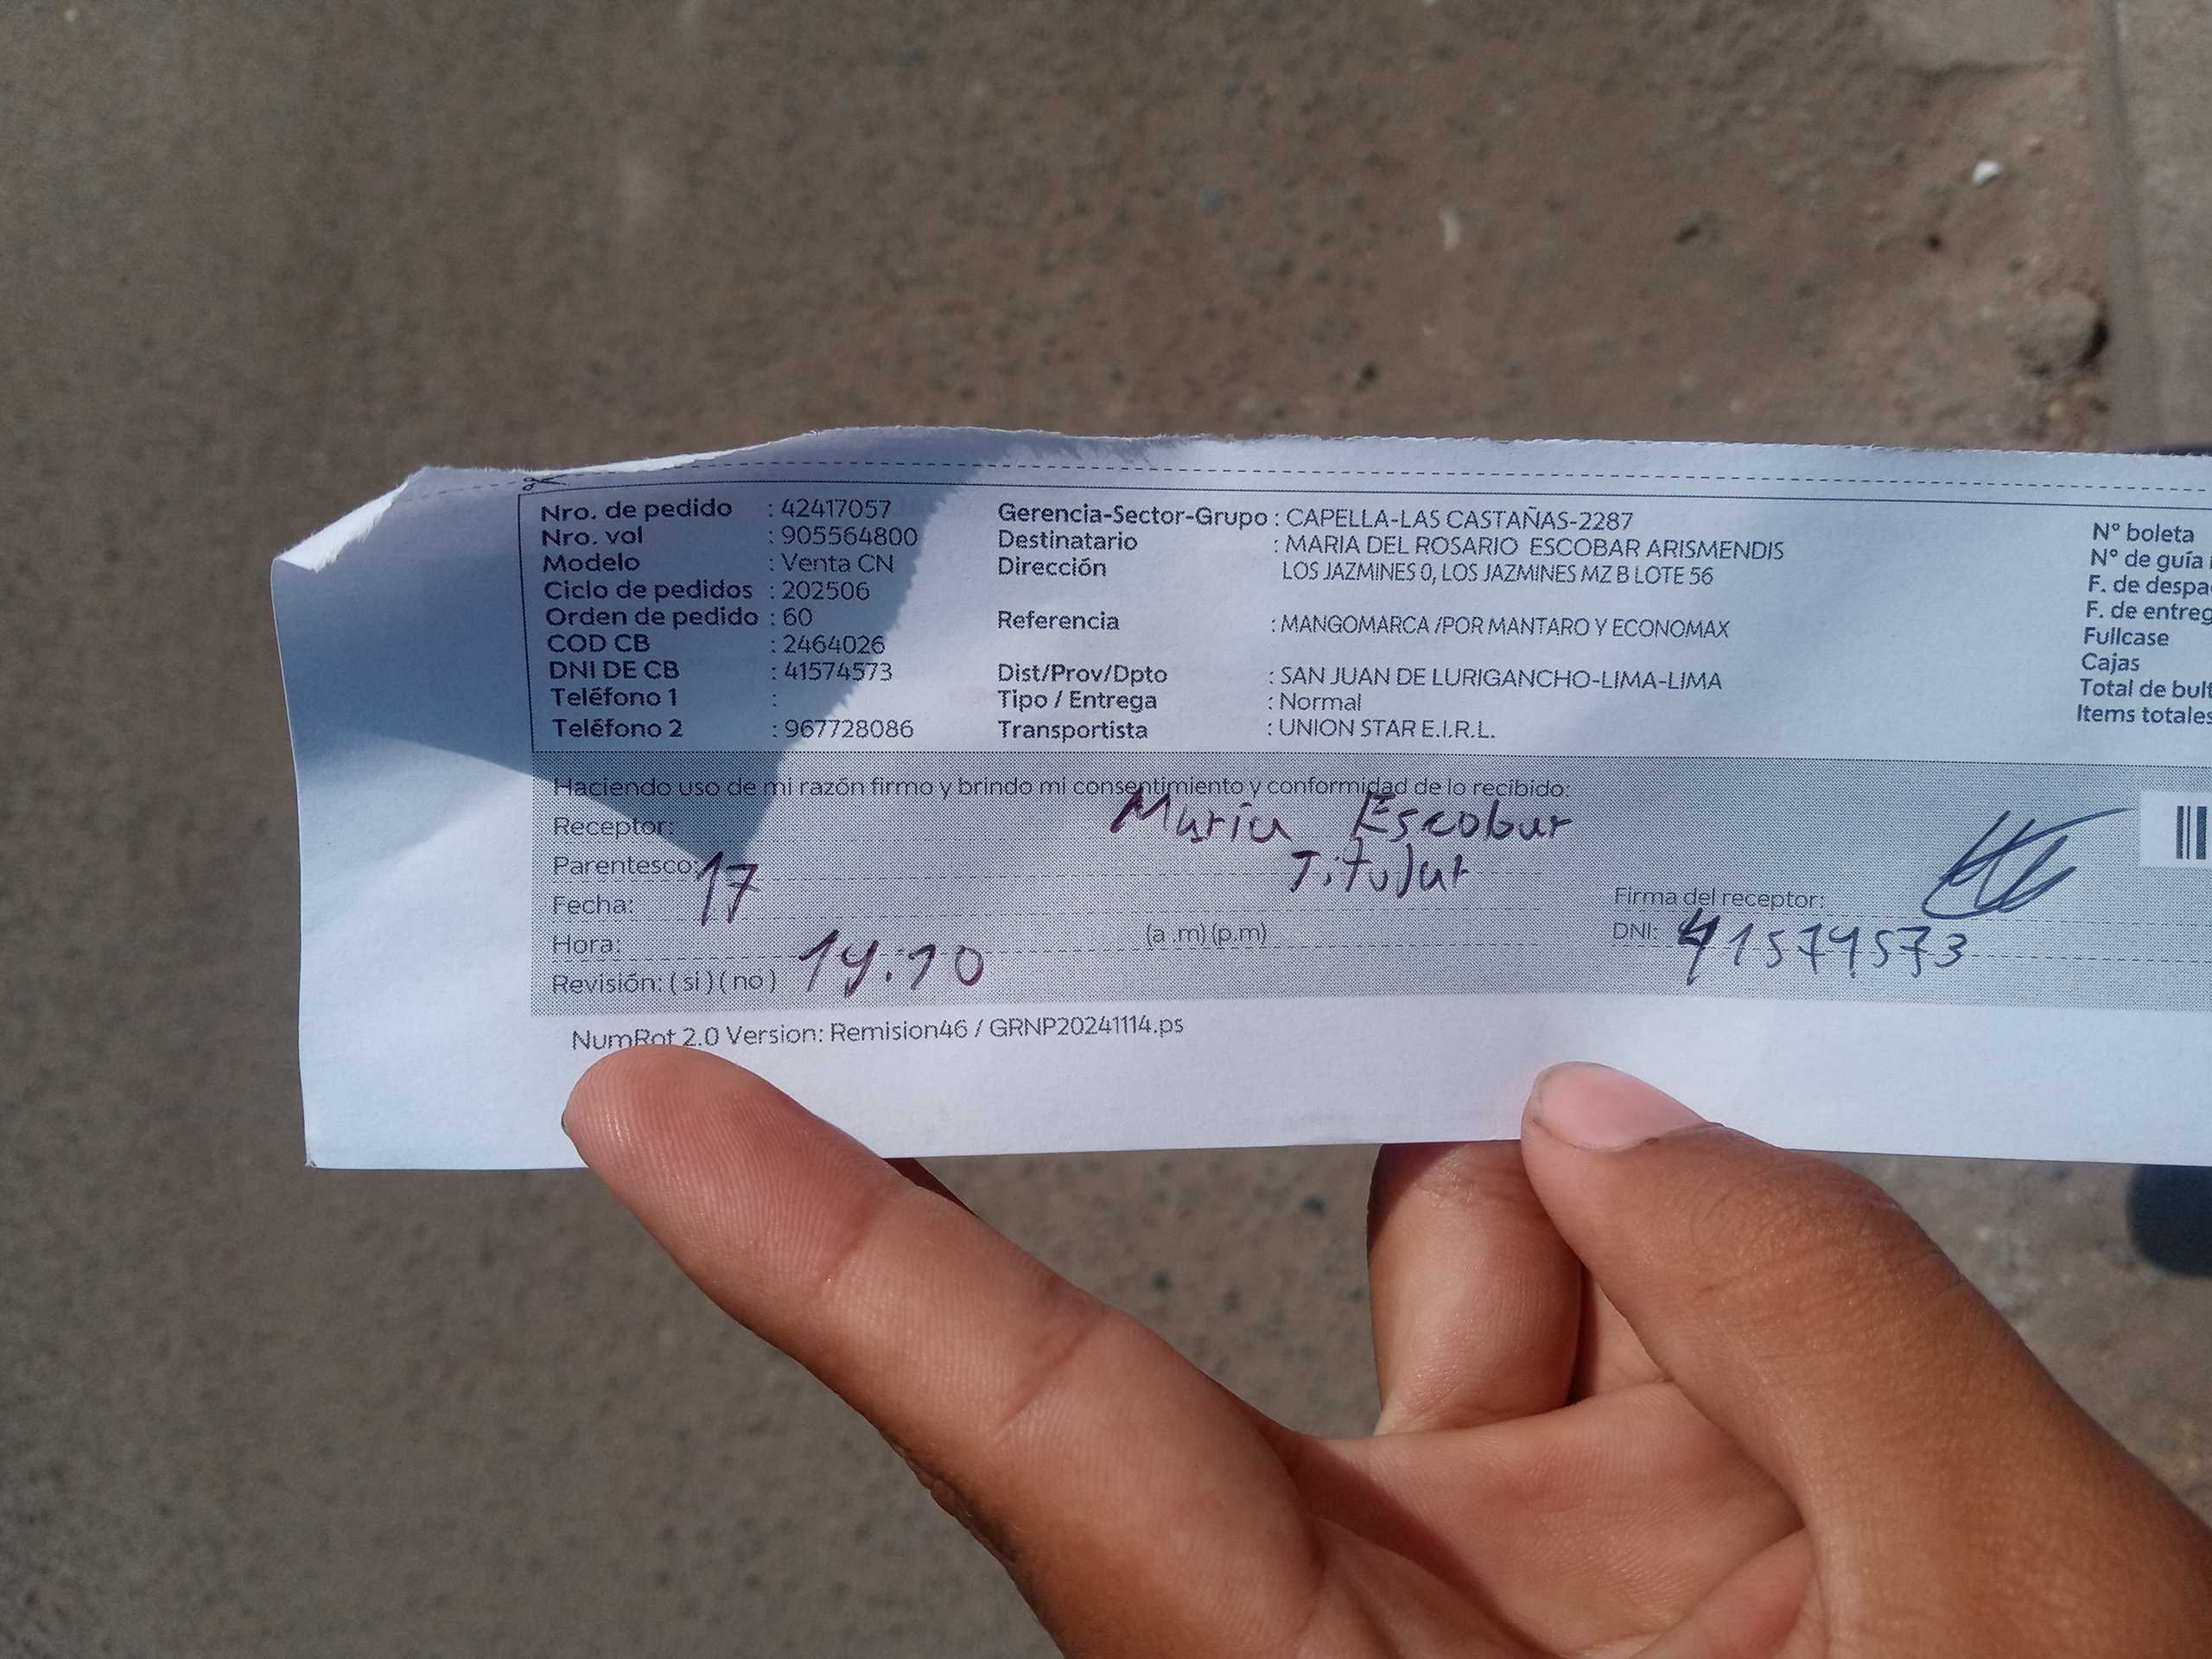 Nro. de pedido : 42417057
Nro. vol : 905564800
Modelo : Venta CN
Ciclo de pedidos : 202506
Orden de pedido : 60
COD CB : 2464026
DNI DE CB : 41574573
Teléfono 1 :
Teléfono 2 : 967728086
Gerencia-Sector-Grupo : CAPELLA-LAS CASTAÑAS-2287
Destinatario : MARIA DEL ROSARIO ESCOBAR ARISMENDIS
Dirección LOS JAZMINES 0, LOS JAZMINES MZ B LOTE 56
Referencia : MANGOMARCA /POR MANTARO Y ECONOMAX
Dist/Prov/Dpto : SAN JUAN DE LURIGANCHO-LIMA-LIMA
Tipo / Entrega : Normal
Transportista : UNION STAR E.I.R.L.
N° boleta
N° de guía
F. de despa
F. de entreg
Fullcase
Cajas
Total de bult
Items totales
Haciendo uso de mi razón firmo y brindo mi consentimiento y conformidad de lo recibido:
Receptor: Maria Escobar
Parentesco: Titular
Fecha: 17
Hora: 14.10 (a .m) (p.m)
Revisión: ( si ) ( no )
Firma del receptor:
DNI: 41574573
NumRot 2.0 Version: Remision46 / GRNP20241114.ps